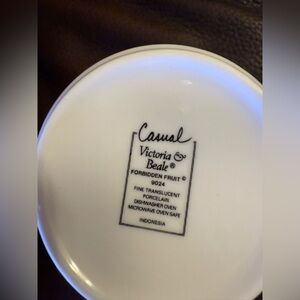 Casual
Victoria &
Beale®
FORBIDDEN FRUIT ©
9024
FINE TRANSLUCENT
PORCELAIN
DISHWASHER OVEN
MICROWAVE OVEN SAFE
INDONESIA